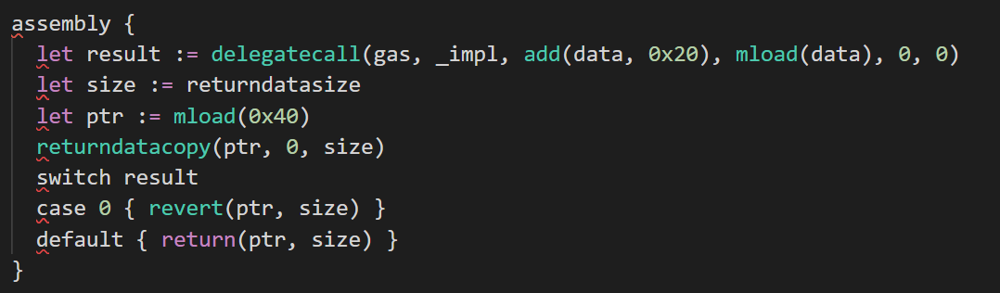 assembly {
  let result := delegatecall(gas, _impl, add(data, 0x20), mload(data), 0, 0)
  let size := returndatasize
  let ptr := mload(0x40)
  returndatacopy(ptr, 0, size)
  switch result
  case 0 { revert(ptr, size) }
  default { return(ptr, size) }
}